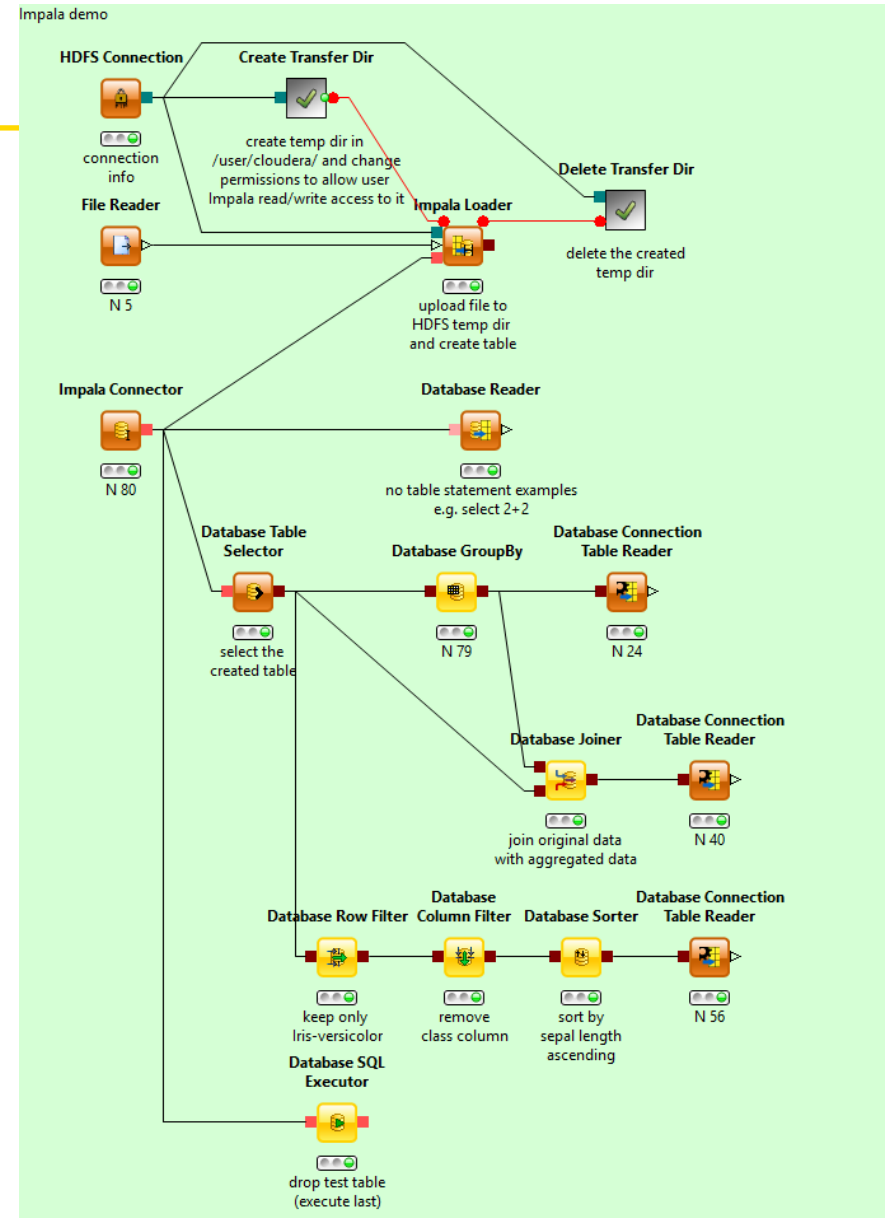 Impala demo
HDFS Connection
Create Transfer Dir
connection
info
create temp dir in
/user/cloudera/ and change
permissions to allow user
Impala read/write access to it
Delete Transfer Dir
delete the created
temp dir
File Reader
N 5
Impala Loader
upload file to
HDFS temp dir
and create table
Impala Connector
N 80
Database Reader
no table statement examples
e.g. select 2+2
Database Table
Selector
select the
created table
Database GroupBy
N 79
Database Connection
Table Reader
N 24
Database Joiner
join original data
with aggregated data
Database Connection
Table Reader
N 40
Database Row Filter
keep only
Iris-versicolor
Database
Column Filter
remove
class column
Database Sorter
sort by
sepal length
ascending
Database Connection
Table Reader
N 56
Database SQL
Executor
drop test table
(execute last)